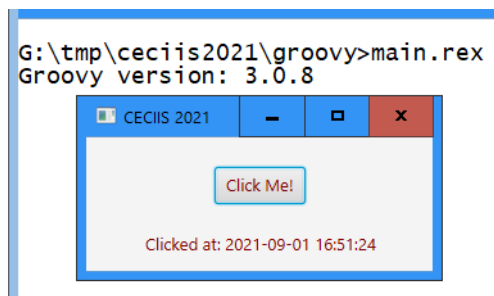 G:\tmp\ceciis2021\groovy>main.rex
Groovy version: 3.0.8
CECIIS 2021
Click Me!
Clicked at: 2021-09-01 16:51:24